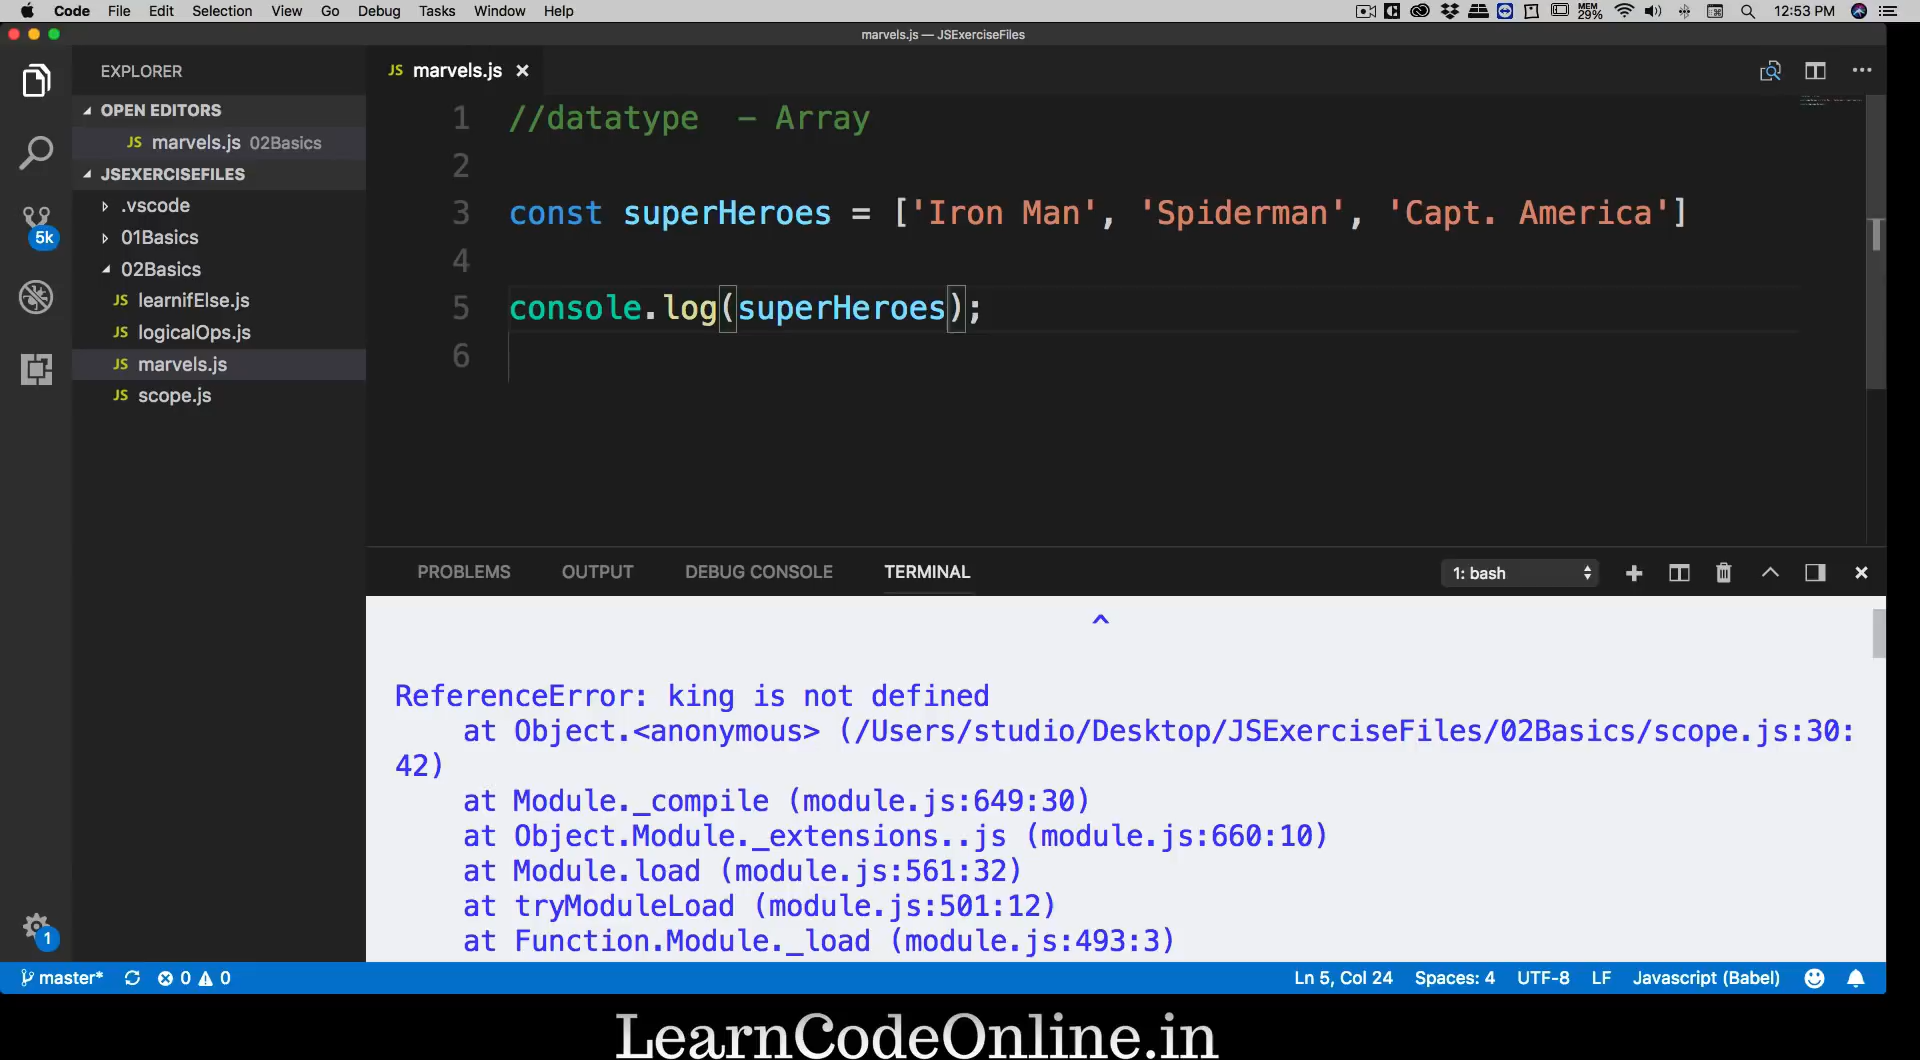 Code File Edit Selection View Go Debug Tasks Window Help MEM 29% 12:53 PM
marvels.js — JSExerciseFiles
EXPLORER
OPEN EDITORS
JS marvels.js 02Basics
JSEXERCISEFILES
.vscode
01Basics
02Basics
JS learnifElse.js
JS logicalOps.js
JS marvels.js
JS scope.js
5k
1
JS marvels.js
1 //datatype  - Array
2
3 const superHeroes = ['Iron Man', 'Spiderman', 'Capt. America']
4
5 console.log(superHeroes);
6
PROBLEMS OUTPUT DEBUG CONSOLE TERMINAL 1: bash
^
ReferenceError: king is not defined
at Object.<anonymous> (/Users/studio/Desktop/JSExerciseFiles/02Basics/scope.js:30:
42)
at Module._compile (module.js:649:30)
at Object.Module._extensions..js (module.js:660:10)
at Module.load (module.js:561:32)
at tryModuleLoad (module.js:501:12)
at Function.Module._load (module.js:493:3)
master* 0 0 Ln 5, Col 24 Spaces: 4 UTF-8 LF Javascript (Babel)
LearnCodeOnline.in